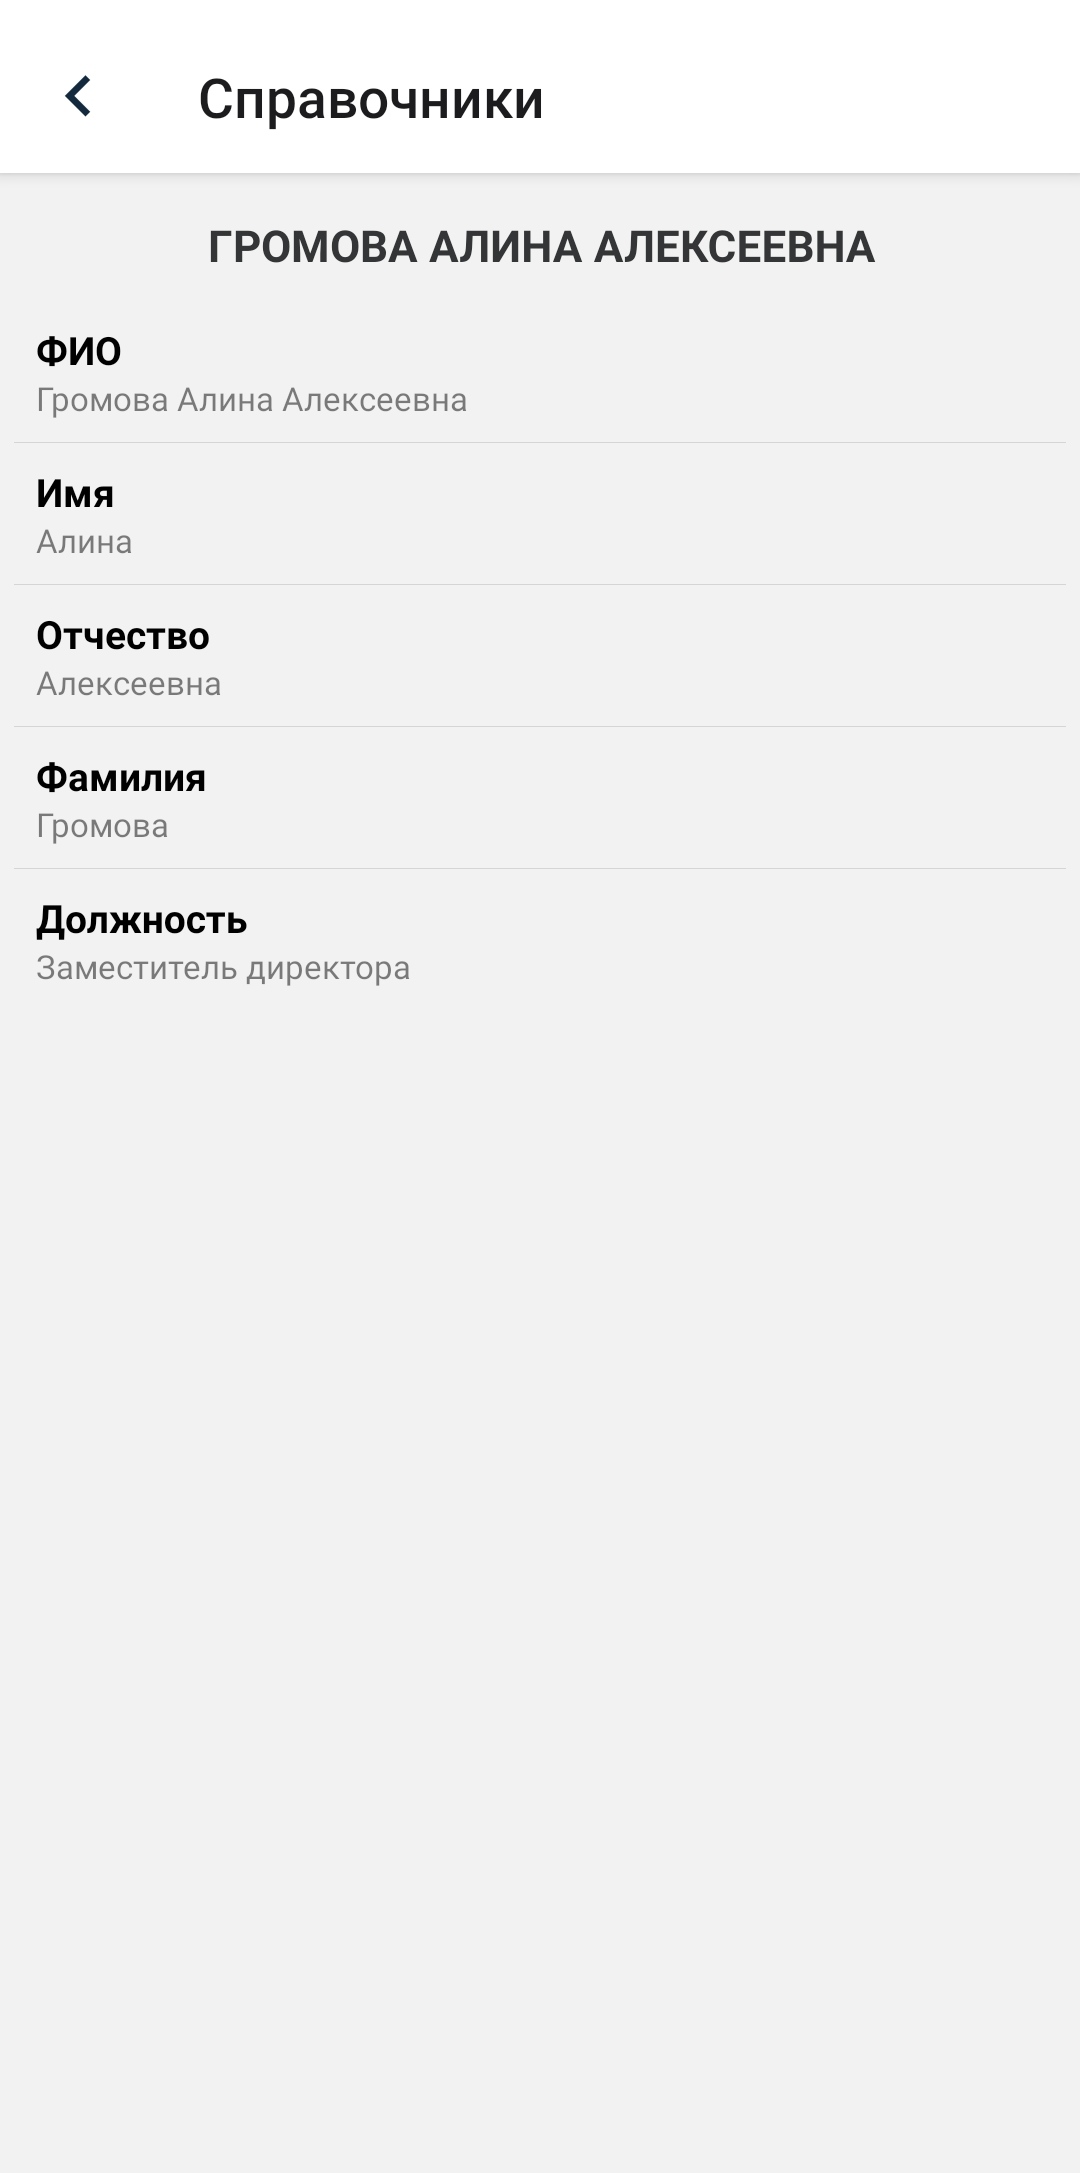 Справочники
ГРОМОВА АЛИНА АЛЕКСЕЕВНА
ФИО
Громова Алина Алексеевна
Имя
Алина
Отчество
Алексеевна
Фамилия
Громова
Должность
Заместитель директора